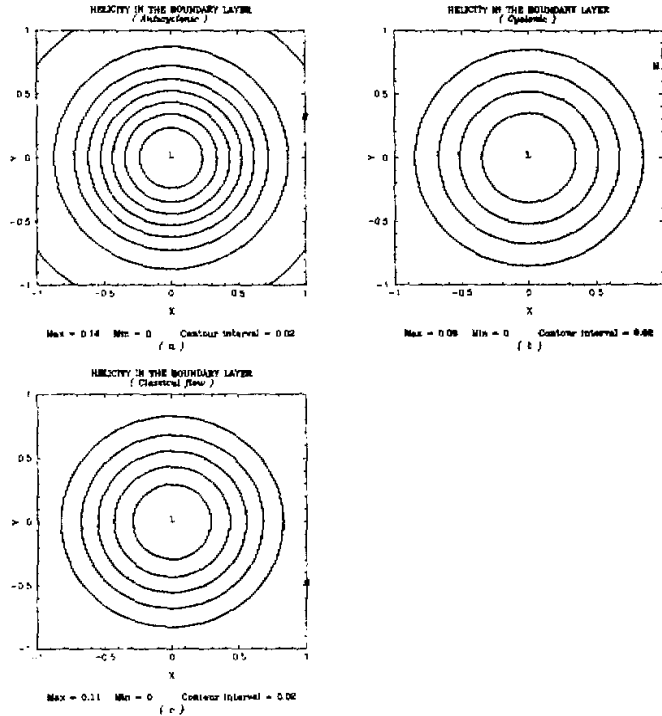 HELICITY IN THE BOUNDARY LAYER
( Anticyclonic )
1
0.5
0
-0.5
-1
Y
L
-1
-0.5
0
0.5
1
X
Max = 0.14 Min = 0 Contour interval = 0.02
( a )
HELICITY IN THE BOUNDARY LAYER
( Cyclonic )
1
0.5
0
-0.5
-1
Y
L
-1
-0.5
0
0.5
X
Min = 0 Contour interval = 0.02
HELICITY IN THE BOUNDARY LAYER
( Classical flow )
1
0.5
0
-0.5
-1
Y
L
-1
-0.5
0
0.5
1
X
Max = 0.11 Min = 0 Contour interval = 0.02
( c )